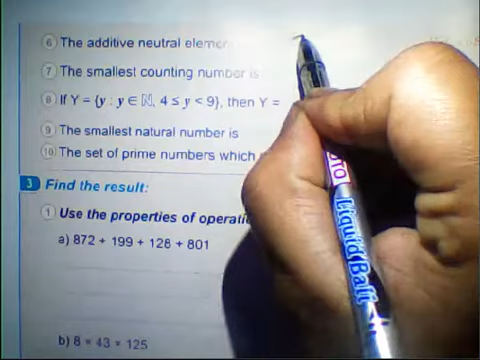 6 The additive neutral elemen
7 The smallest counting number is
8 If Y = {y : y ∈ ℕ, 4 ≤ y < 9}, then Y =
9 The smallest natural number is
10 The set of prime numbers which
3 Find the result:
1 Use the properties of operati
a) 872 + 199 + 128 + 801
b) 8 × 43 × 125
OTO Liquid Ball